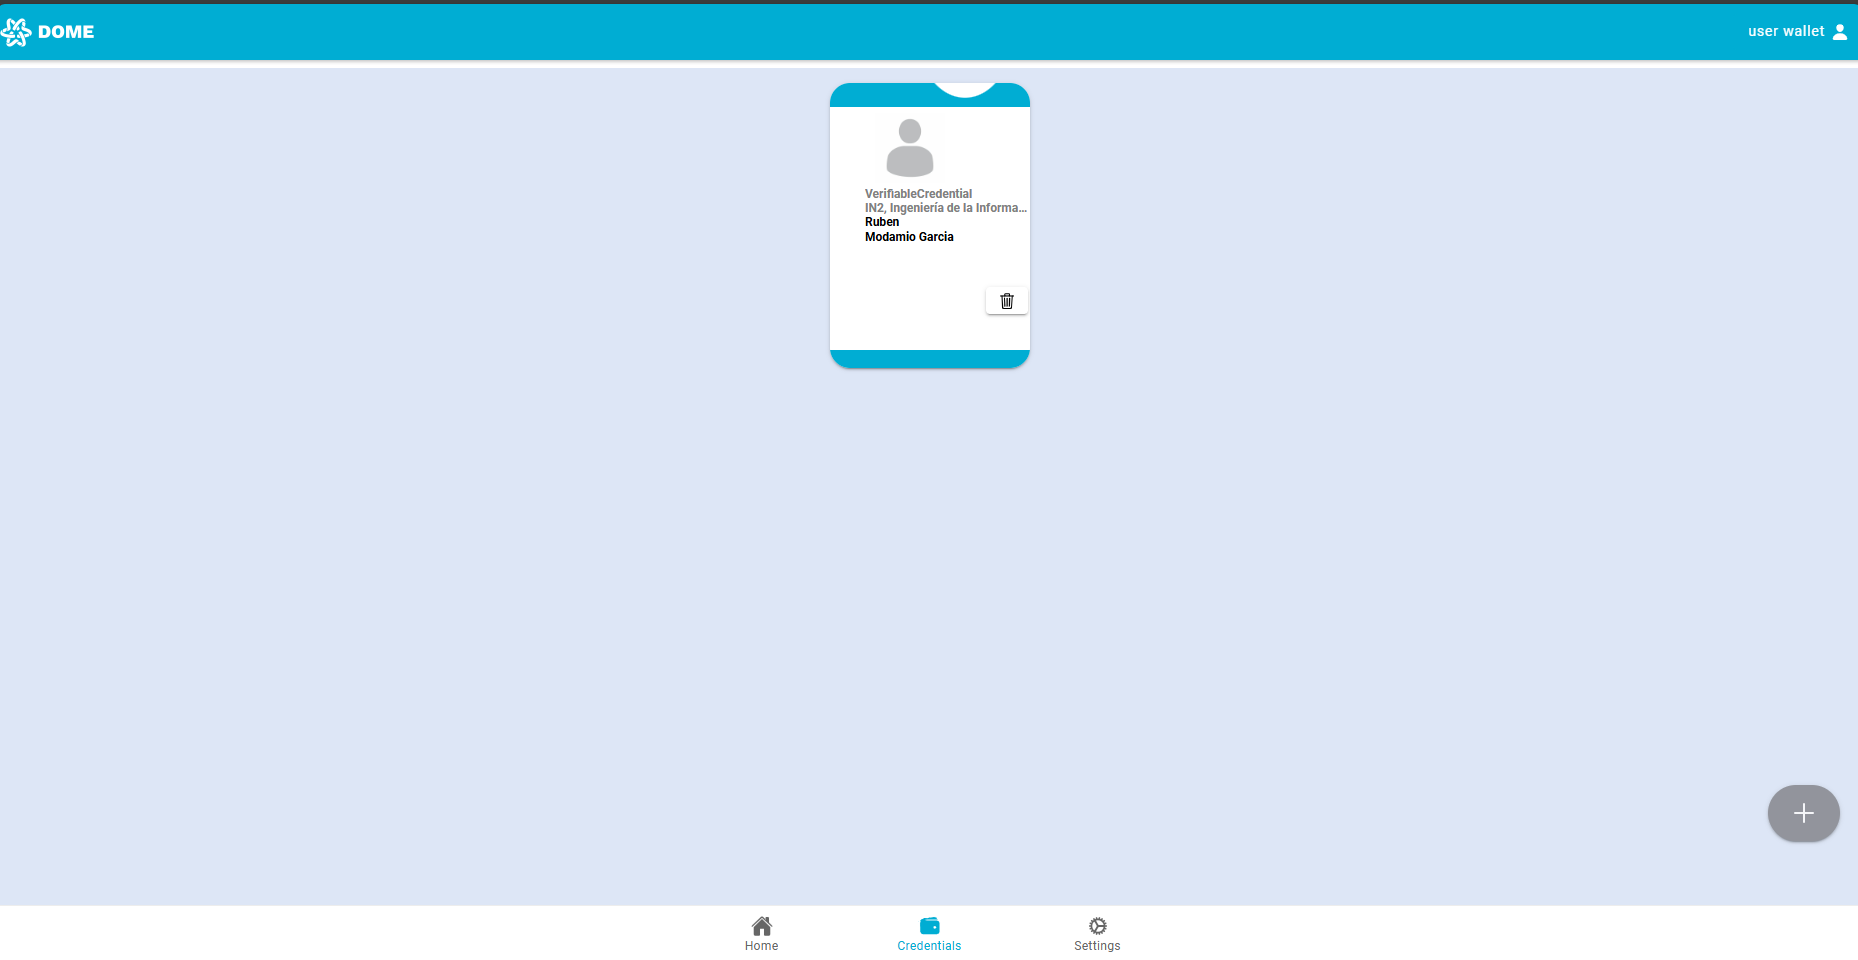 DOME
user wallet
VerifiableCredential
IN2, Ingeniería de la Informa...
Ruben
Modamio Garcia
Home
Credentials
Settings